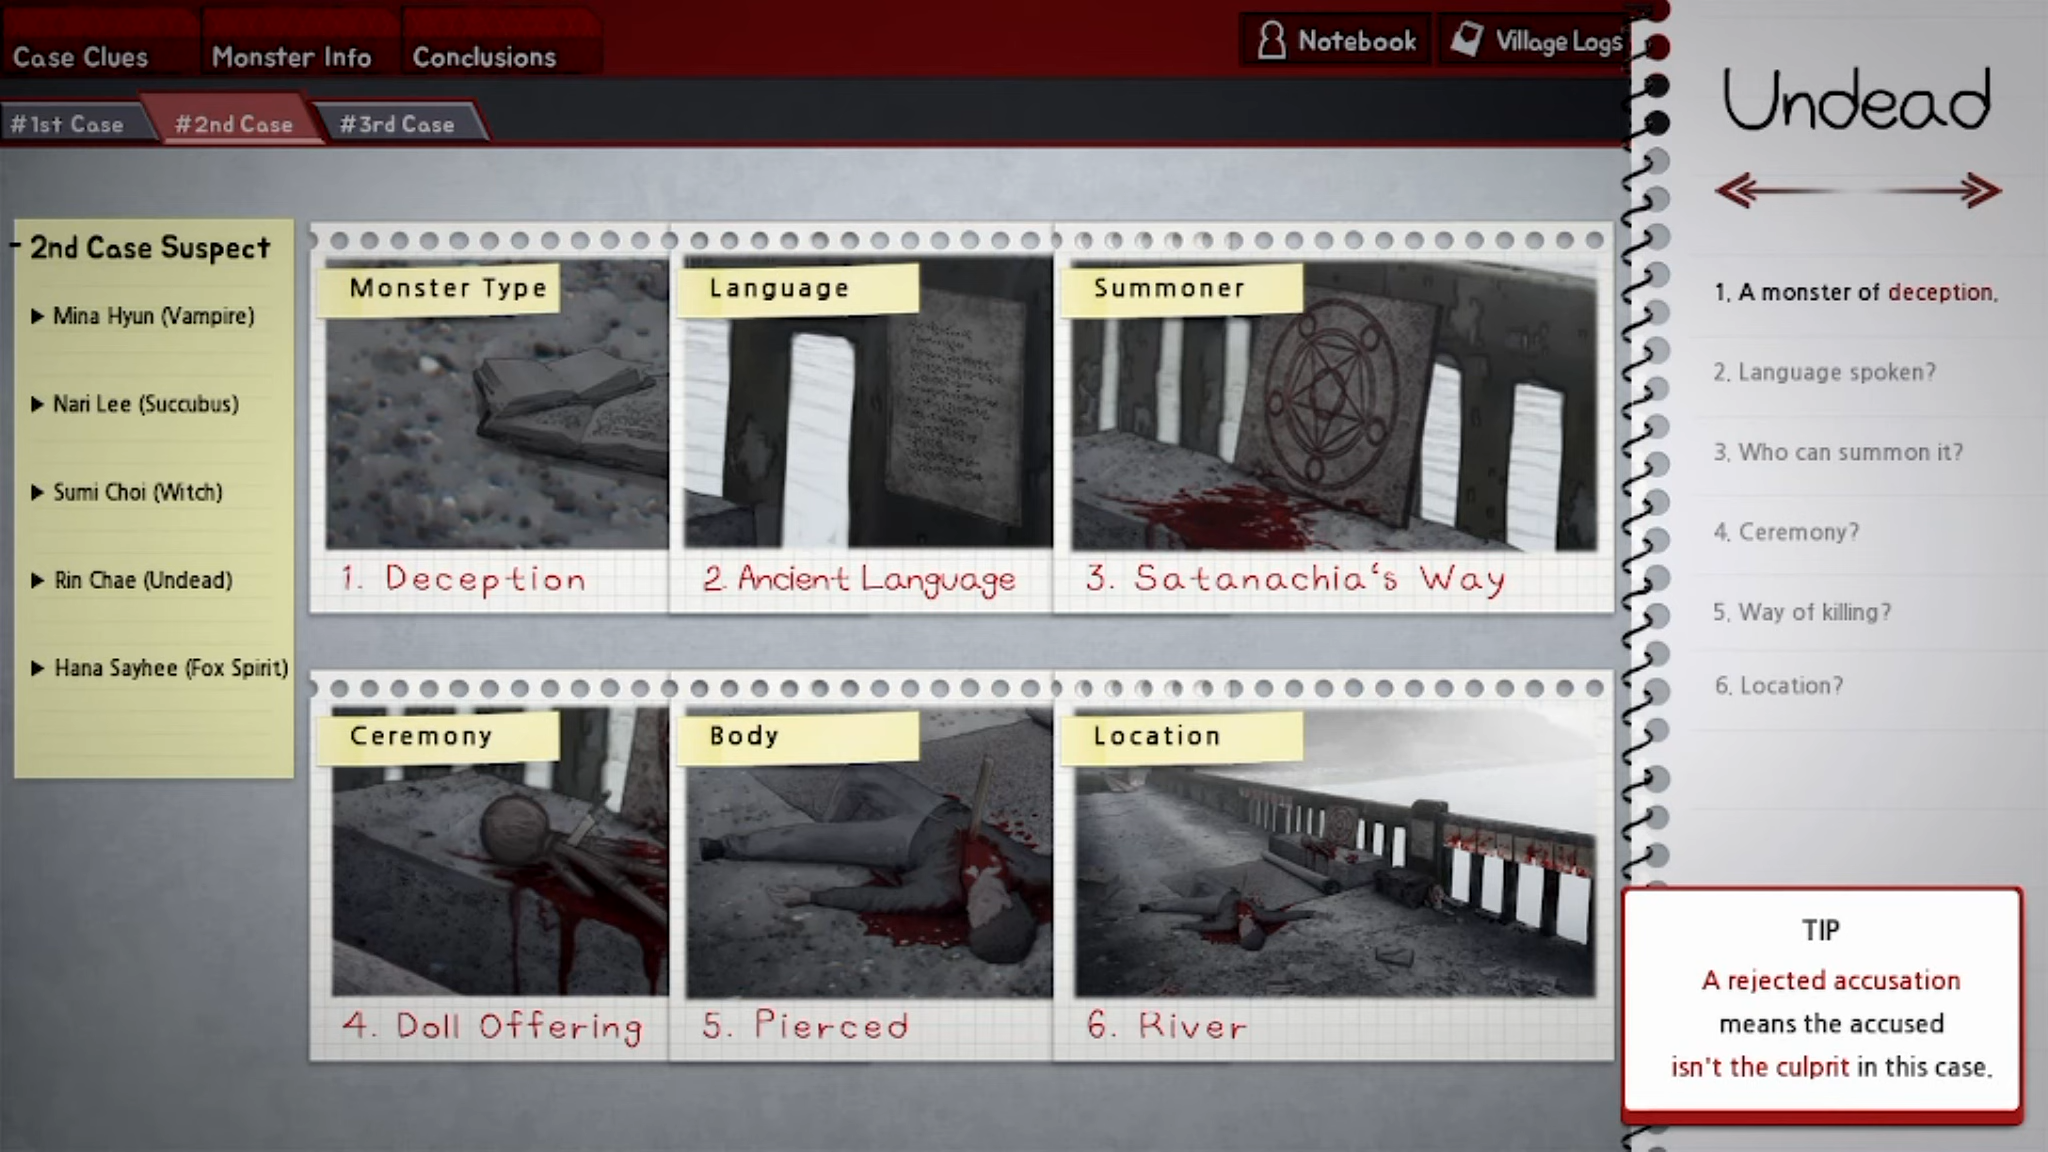 Case Clues
Monster Info
Conclusions
Notebook
Village Logs
#1st Case
#2nd Case
#3rd Case
- 2nd Case Suspect
▶ Mina Hyun (Vampire)
▶ Nari Lee (Succubus)
▶ Sumi Choi (Witch)
▶ Rin Chae (Undead)
▶ Hana Sayhee (Fox Spirit)
Monster Type
1. Deception
Language
2. Ancient Language
Summoner
3. Satanachia's Way
Ceremony
4. Doll Offering
Body
5. Pierced
Location
6. River
Undead
1. A monster of deception.
2. Language spoken?
3. Who can summon it?
4. Ceremony?
5. Way of killing?
6. Location?
TIP
A rejected accusation
means the accused
isn't the culprit in this case.